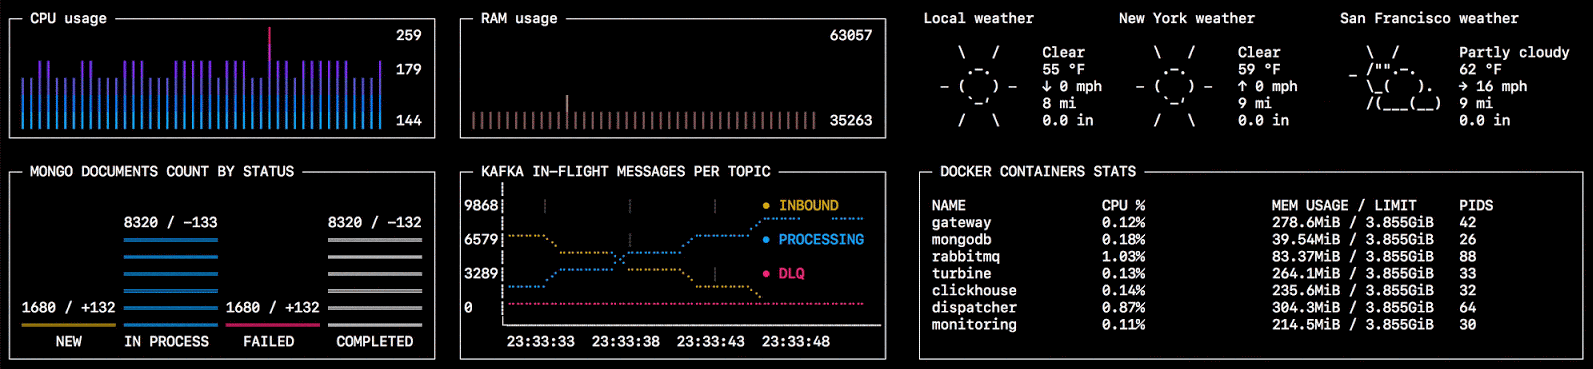 CPU usage
259
179
144
RAM usage
63057
35263
Local weather
Clear
55 °F
↓ 0 mph
8 mi
0.0 in
New York weather
Clear
59 °F
↑ 0 mph
9 mi
0.0 in
San Francisco weather
Partly cloudy
62 °F
→ 16 mph
9 mi
0.0 in
MONGO DOCUMENTS COUNT BY STATUS
8320 / −133
8320 / −132
1680 / +132
1680 / +132
NEW
IN PROCESS
FAILED
COMPLETED
KAFKA IN−FLIGHT MESSAGES PER TOPIC
9868
6579
3289
0
INBOUND
PROCESSING
DLQ
23:33:33 23:33:38 23:33:43 23:33:48
DOCKER CONTAINERS STATS
NAME CPU % MEM USAGE / LIMIT PIDS
gateway 0.12% 278.6MiB / 3.855GiB 42
mongodb 0.18% 39.54MiB / 3.855GiB 26
rabbitmq 1.03% 83.37MiB / 3.855GiB 88
turbine 0.13% 264.1MiB / 3.855GiB 33
clickhouse 0.14% 235.6MiB / 3.855GiB 32
dispatcher 0.87% 304.3MiB / 3.855GiB 64
monitoring 0.11% 214.5MiB / 3.855GiB 30